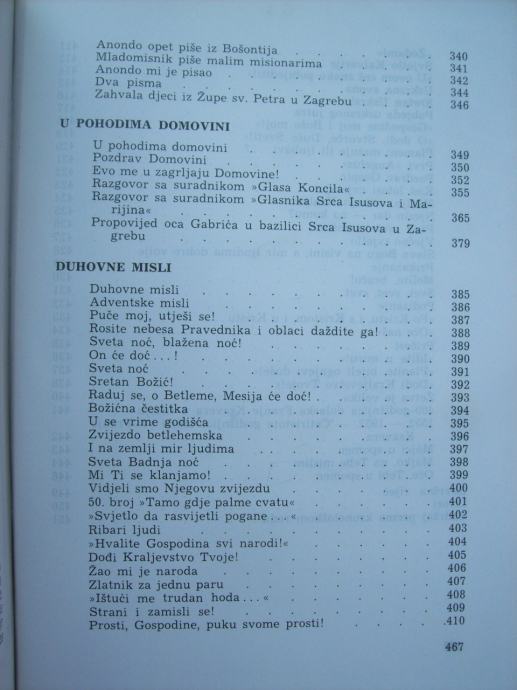 Anondo opet piše iz Bošontija . . . . . . 340
Mladomisnik piše malim misionarima . . . . . 341
Anondo mi je pisao . . . . . . . . 342
Dva pisma . . . . . . . . . . 344
Zahvala djeci iz Župe sv. Petra u Zagrebu . . . . 346
U POHODIMA DOMOVINI
U pohodima domovini . . . . . . . . 349
Pozdrav Domovini . . . . . . . . 350
Evo me u zagrljaju Domovine! . . . . . . 352
Razgovor sa suradnikom »Glasa Koncila« . . . . 355
Razgovor sa suradnikom »Glasnika Srca Isusova i Ma-
rijina« . . . . . . . . . . 365
Propovijed oca Gabrića u bazilici Srca Isusova u Za-
grebu . . . . . . . . . . 379
DUHOVNE MISLI
Duhovne misli . . . . . . . . . 385
Adventske misli . . . . . . . . . 386
Puče moj, utješi se! . . . . . . . . 387
Rosite nebesa Pravednika i oblaci daždite ga! . . . 388
Sveta noć, blažena noć! . . . . . . . 389
On će doć...! . . . . . . . . . 390
Sveta noć . . . . . . . . . . 391
Sretan Božić! . . . . . . . . . 392
Raduj se, o Betleme, Mesija će doć! . . . . . 393
Božićna čestitka . . . . . . . . 394
U se vrime godišća . . . . . . . . 395
Zvijezdo betlehemska . . . . . . . 396
I na zemlji mir ljudima . . . . . . . 397
Sveta Badnja noć . . . . . . . . 398
Mi Ti se klanjamo! . . . . . . . . 399
Vidjeli smo Njegovu zvijezdu . . . . . . 400
50. broj »Tamo gdje palme cvatu« . . . . . 401
»Svjetlo da rasvijetli pogane...« . . . . . 402
Ribari ljudi . . . . . . . . . 403
»Hvalite Gospodina svi narodi!« . . . . . . 404
Dođi Kraljevstvo Tvoje! . . . . . . . 405
Žao mi je naroda . . . . . . . . 406
Zlatnik za jednu paru . . . . . . . 407
»Ištući me trudan hoda...« . . . . . . 408
Strani i zamisli se! . . . . . . . . 409
Prosti, Gospodine, puku svome prosti! . . . . .410
467